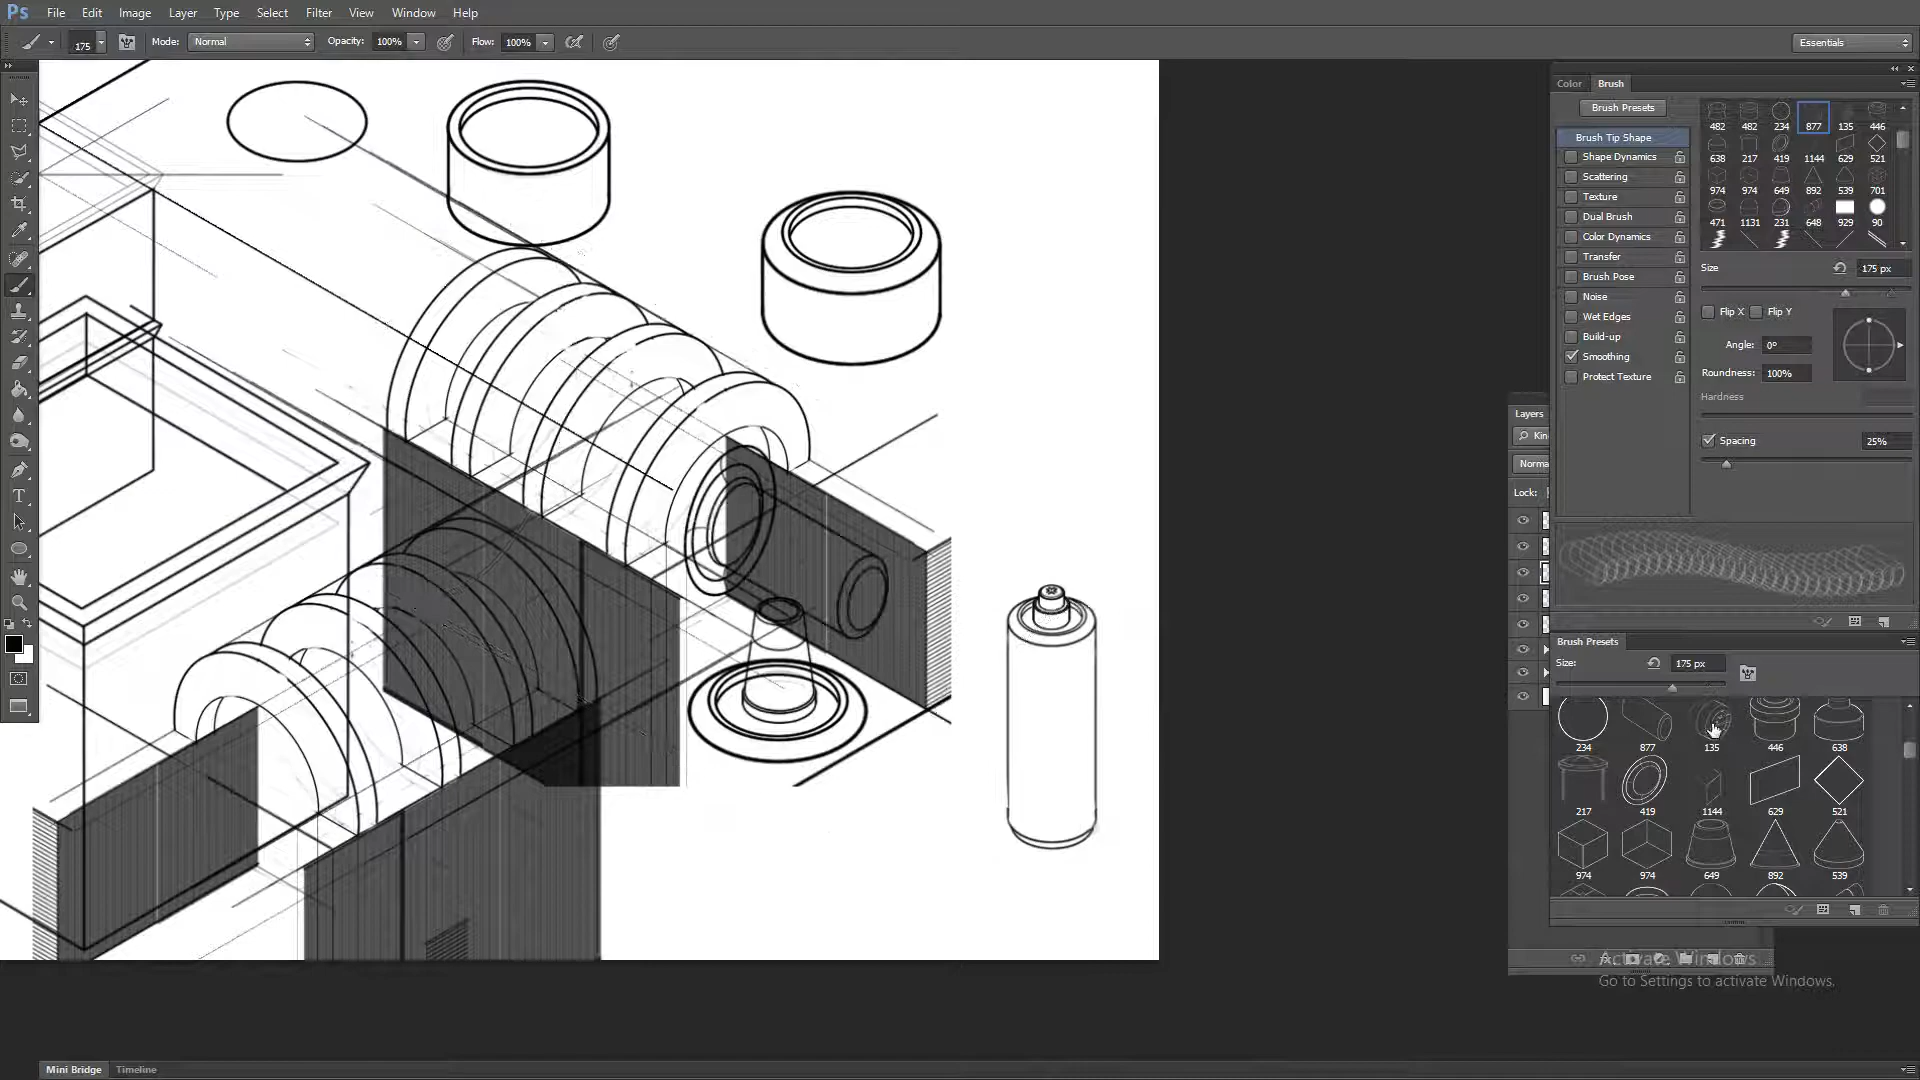 Ps File Edit Image Layer Type Select Filter View Window Help
175 Mode: Normal Opacity: 100% Flow: 100% Essentials
Color Brush
Brush Presets
Brush Tip Shape
Shape Dynamics
Scattering
Texture
Dual Brush
Color Dynamics
Transfer
Brush Pose
Noise
Wet Edges
Build-up
Smoothing
Protect Texture
482 482 234 877 135 446
638 217 419 1144 629 521
974 974 649 892 539 701
471 1131 231 648 929 90
Size 175 px
Flip X Flip Y
Angle: 0º
Roundness: 100%
Hardness
Spacing 25%
Layers
Kin
Norma
Lock:
Brush Presets
Size: 175 px
234 877 135 446 638
217 419 1144 629 521
974 974 649 892 539
Activate Windows
Go to Settings to activate Windows.
Mini Bridge Timeline